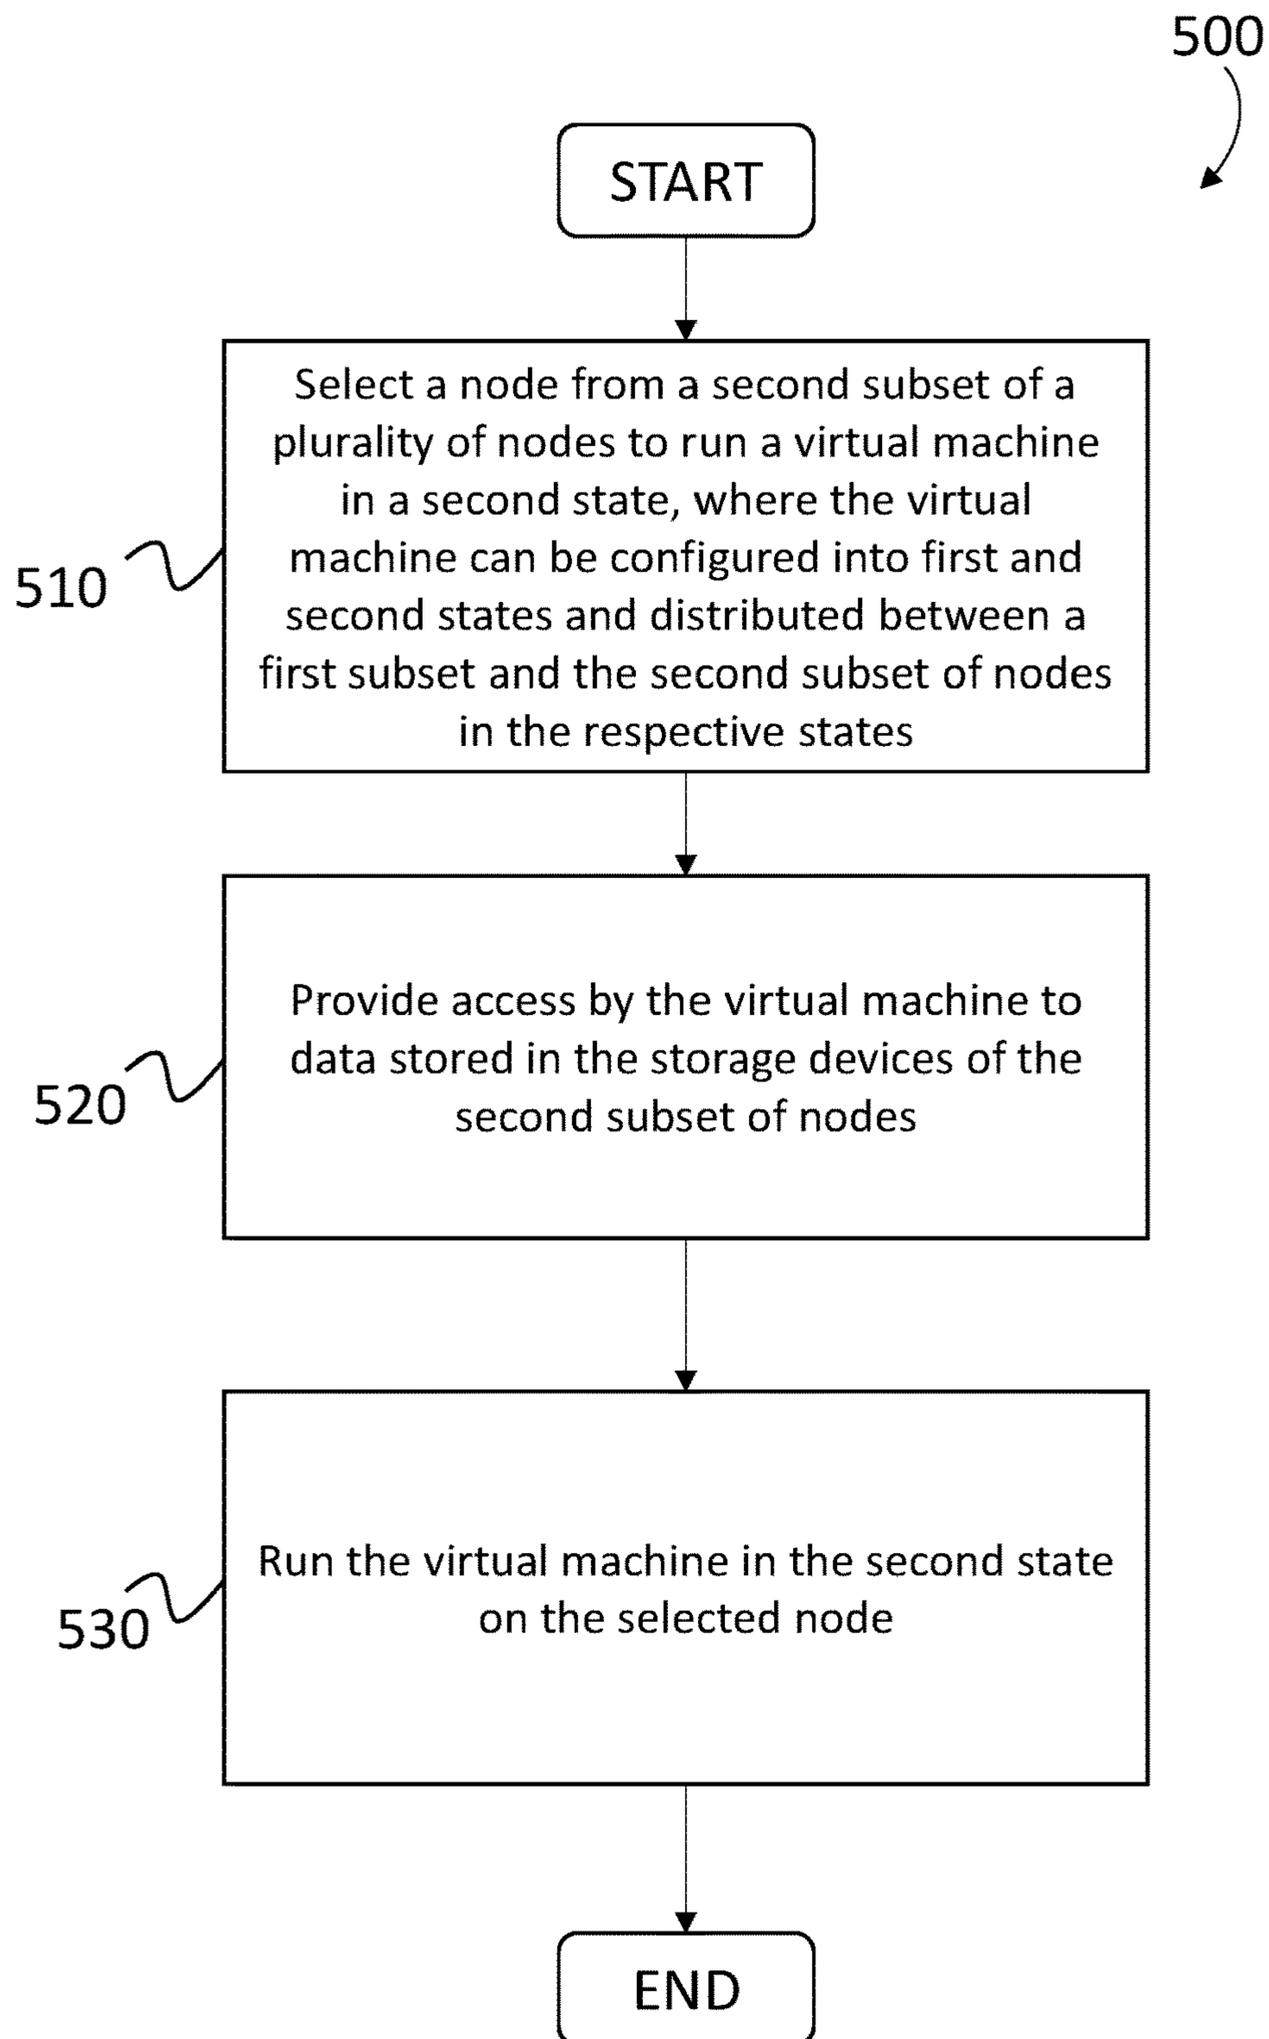 500
START
Select a node from a second subset of a
plurality of nodes to run a virtual machine
in a second state, where the virtual
machine can be configured into first and
second states and distributed between a
first subset and the second subset of nodes
in the respective states
510
Provide access by the virtual machine to
data stored in the storage devices of the
second subset of nodes
520
Run the virtual machine in the second state
on the selected node
530
END